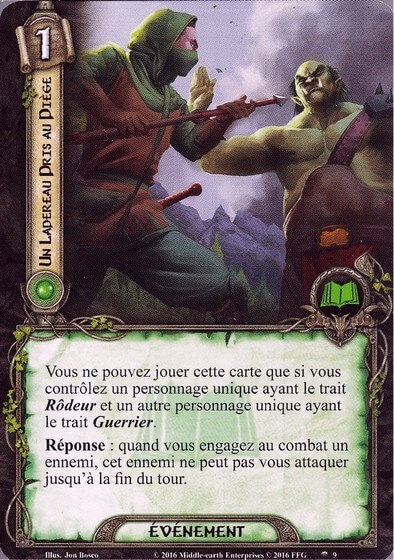 1
Un Lapereau Pris au Piège
Vous ne pouvez jouer cette carte que si vous
contrôlez un personnage unique ayant le trait
Rôdeur et un autre personnage unique ayant
le trait Guerrier.
Réponse : quand vous engagez au combat un
ennemi, cet ennemi ne peut pas vous attaquer
jusqu'à la fin du tour.
ÉVÉNEMENT
Illus. Jon Bosco © 2016 Middle-earth Enterprises © 2016 FFG 9